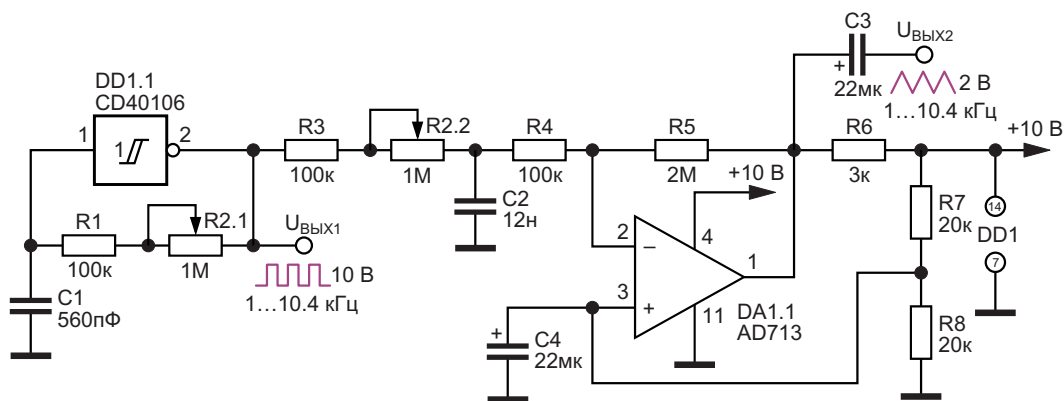 DD1.1
CD40106
1
1
2
R1
100к
R2.1
1М
C1
560пФ
UВЫХ1
10 В
1…10.4 кГц
R3
100к
R2.2
1М
C2
12н
R4
100к
R5
2М
+10 В
2
–
3
+
4
1
11
DA1.1
AD713
+
C4
22мк
C3
+
22мк
UВЫХ2
2 В
1…10.4 кГц
R6
3к
+10 В
R7
20к
14
DD1
7
R8
20к